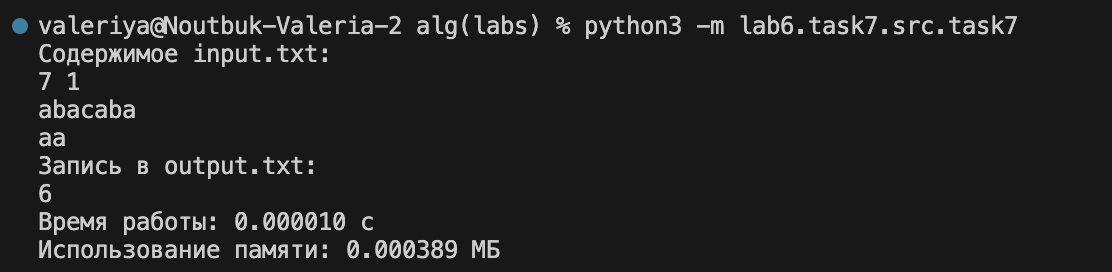 valeriya@Noutbuk-Valeria-2 alg(labs) % python3 -m lab6.task7.src.task7
Содержимое input.txt:
7 1
abacaba
aa
Запись в output.txt:
6
Время работы: 0.000010 с
Использование памяти: 0.000389 МБ